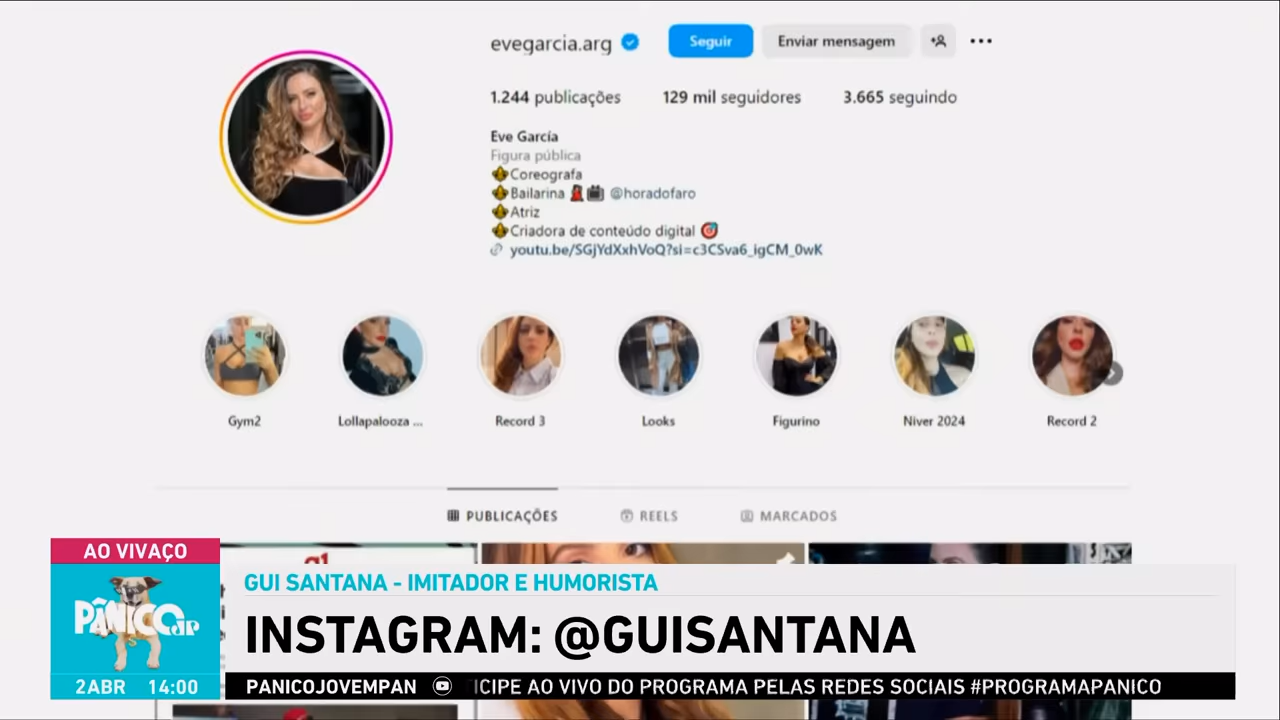 evegarcia.arg
Seguir
Enviar mensagem
1.244 publicações
129 mil seguidores
3.665 seguindo
Eve García
Figura pública
Coreografa
Bailarina @horadofaro
Atriz
Criadora de conteúdo digital
youtu.be/SGjYdXxhVoQ?si=c3CSva6_igCM_0wK
Gym2
Lollapalooza ...
Record 3
Looks
Figurino
Niver 2024
Record 2
PUBLICAÇÕES
REELS
MARCADOS
AO VIVAÇO
PÂNICO JP
2ABR 14:00
GUI SANTANA - IMITADOR E HUMORISTA
INSTAGRAM: @GUISANTANA
PANICOJOVEMPAN
ICIPE AO VIVO DO PROGRAMA PELAS REDES SOCIAIS #PROGRAMAPANICO